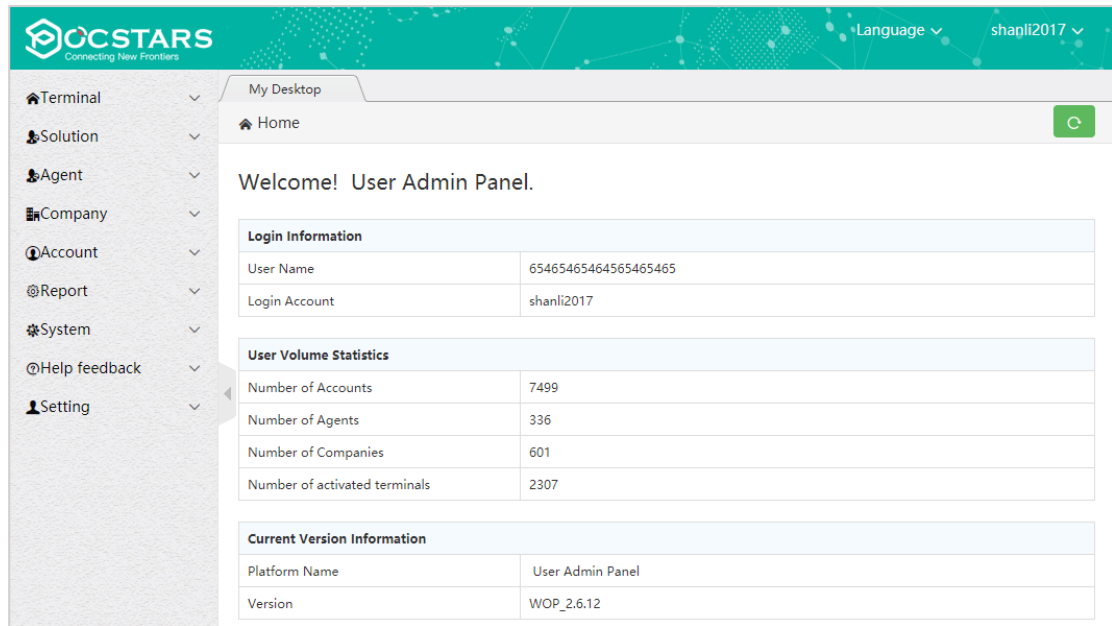 POCSTARS
Connecting New Frontiers
Language
shanli2017
Terminal
Solution
Agent
Company
Account
Report
System
Help feedback
Setting
My Desktop
Home
Welcome! User Admin Panel.
Login Information
User Name 65465465464565465465
Login Account shanli2017
User Volume Statistics
Number of Accounts 7499
Number of Agents 336
Number of Companies 601
Number of activated terminals 2307
Current Version Information
Platform Name User Admin Panel
Version WOP_2.6.12